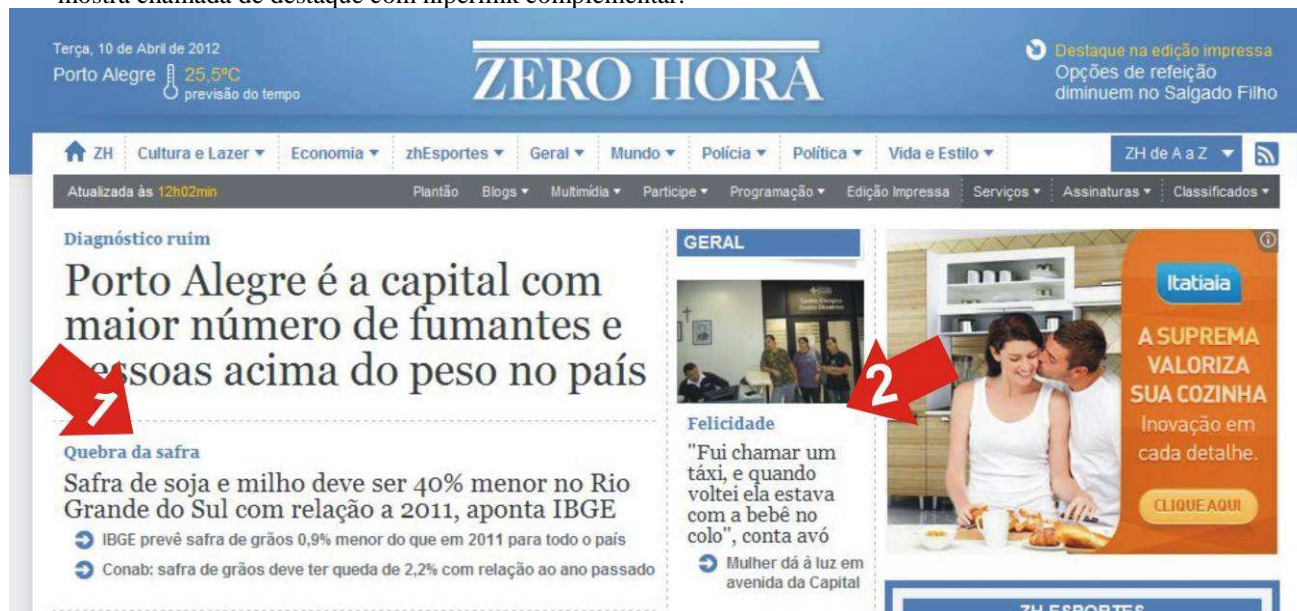 mostra chamada de destaque com hiperlink complementar.
Terça, 10 de Abril de 2012
Porto Alegre 25,5ºC
previsão do tempo
ZERO HORA
Destaque na edição impressa
Opções de refeição
diminuem no Salgado Filho
ZH Cultura e Lazer Economia zhEsportes Geral Mundo Polícia Política Vida e Estilo ZH de A a Z
Atualizada às 12h02min Plantão Blogs Multimídia Participe Programação Edição Impressa Serviços Assinaturas Classificados
Diagnóstico ruim
Porto Alegre é a capital com
maior número de fumantes e
pessoas acima do peso no país
1
Quebra da safra
Safra de soja e milho deve ser 40% menor no Rio
Grande do Sul com relação a 2011, aponta IBGE
IBGE prevê safra de grãos 0,9% menor do que em 2011 para todo o país
Conab: safra de grãos deve ter queda de 2,2% com relação ao ano passado
GERAL
2
Felicidade
"Fui chamar um
táxi, e quando
voltei ela estava
com a bebê no
colo", conta avó
Mulher dá à luz em
avenida da Capital
Itatiaia
A SUPREMA
VALORIZA
SUA COZINHA
Inovação em
cada detalhe.
CLIQUE AQUI
ZH ESPORTES